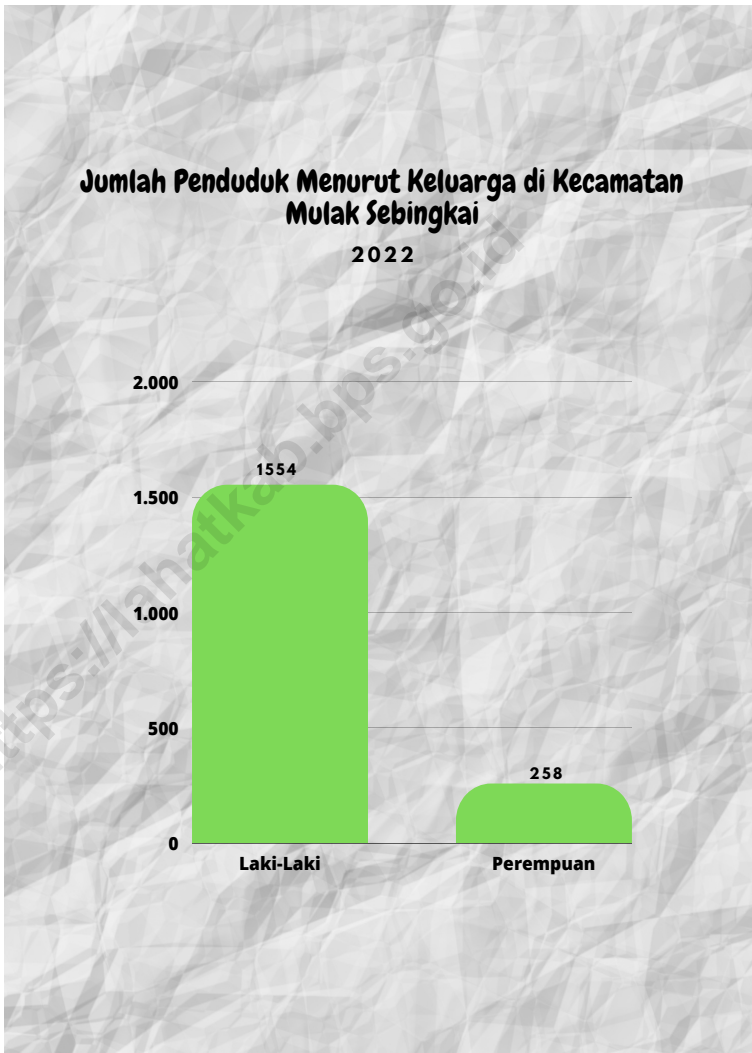 Jumlah Penduduk Menurut Keluarga di Kecamatan
Mulak Sebingkai
2022
2.000
1554
1.500
1.000
500
258
0
Laki-Laki Perempuan
https://lahatkab.bps.go.id